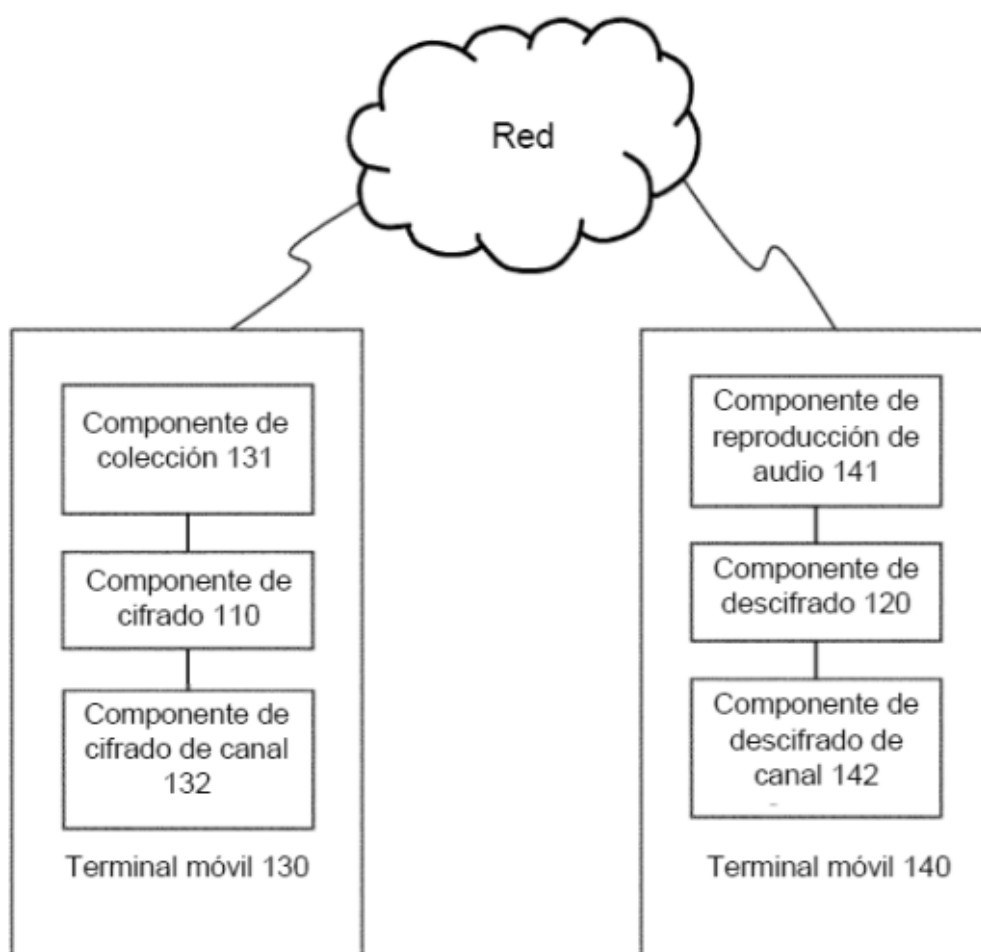 Red
Componente de
colección 131
Componente de
cifrado 110
Componente de
cifrado de canal
132
Terminal móvil 130
Componente de
reproducción de
audio 141
Componente de
descifrado 120
Componente de
descifrado de
canal 142
Terminal móvil 140